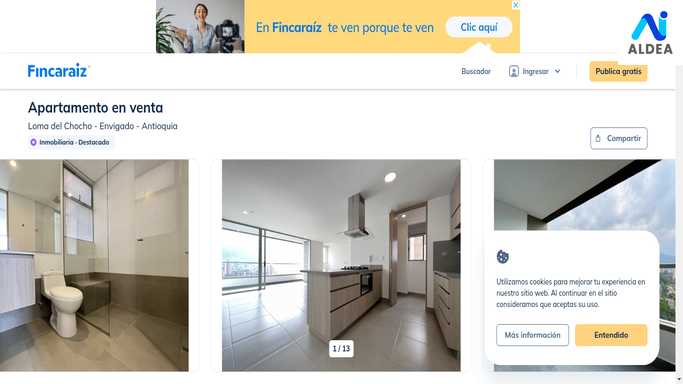 En Fincaraíz te ven porque te ven
Clic aquí
AI
ALDEA
Fincaraiz
Buscador
Ingresar
Publica gratis
Apartamento en venta
Loma del Chocho - Envigado - Antioquia
Inmobiliaria · Destacado
Compartir
1 / 13
Utilizamos cookies para mejorar tu experiencia en
nuestro sitio web. Al continuar en el sitio
consideramos que aceptas su uso.
Más información
Entendido